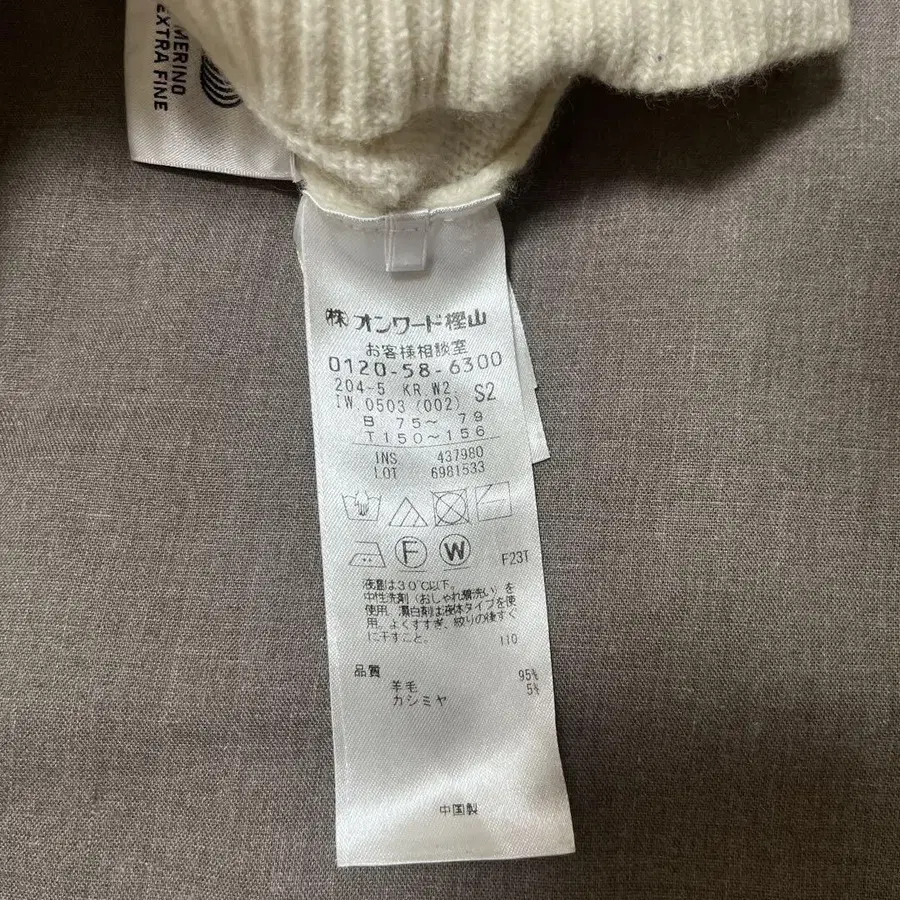 MERINO
EXTRA FINE
㈱オンワード樫山
お客様相談室
0120-58-6300
204-5 KR W2.
IW.0503 (002) S2
B 75～ 79
T150～156
INS 437980
LOT 6981533
F W
F23T
液温は30℃以下。
中性洗剤(おしゃれ着洗い)を
使用。漂白剤は液体タイプを使
用。よくすすぎ、絞りの後すぐ
に干すこと。
110
品質
羊毛 95%
カシミヤ 5%
中国製